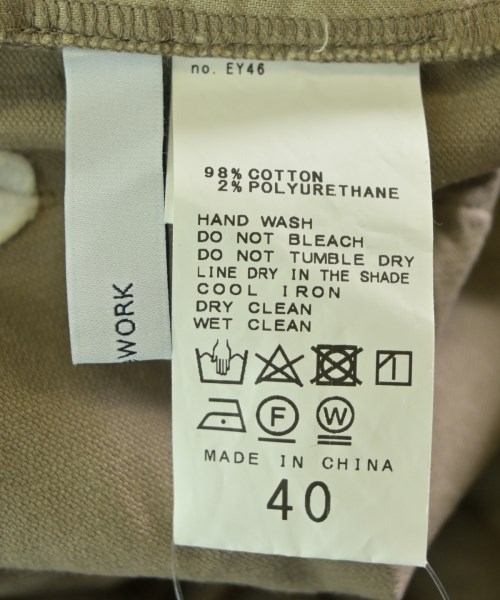 no. EY46
98% COTTON
2% POLYURETHANE
HAND WASH
DO NOT BLEACH
DO NOT TUMBLE DRY
LINE DRY IN THE SHADE
COOL IRON
DRY CLEAN
WET CLEAN
F W
MADE IN CHINA
40
WORK